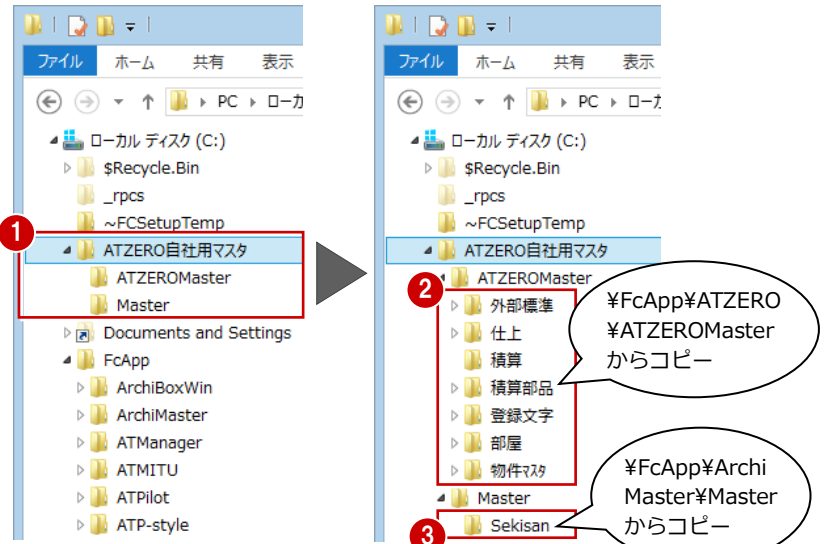 ファイル ホーム 共有 表示
PC ローカ
ローカル ディスク (C:)
$Recycle.Bin
_rpcs
~FCSetupTemp
1
ATZERO自社用マスタ
ATZEROMaster
Master
Documents and Settings
FcApp
ArchiBoxWin
ArchiMaster
ATManager
ATMITU
ATPilot
ATP-style
ファイル ホーム 共有 表示
PC ローカ
ローカル ディスク (C:)
$Recycle.Bin
_rpcs
~FCSetupTemp
ATZERO自社用マスタ
ATZEROMaster
2
外部標準
仕上
積算
積算部品
登録文字
部屋
物件マスタ
¥FcApp¥ATZERO
¥ATZEROMaster
からコピー
Master
3
Sekisan
¥FcApp¥Archi
Master¥Master
からコピー